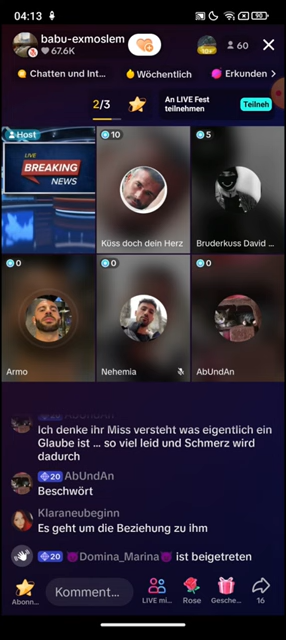 04:13
90
babu-exmoslem
67.6K
60
Chatten und Int...
Wöchentlich
Erkunden
2/3
An LIVE Fest
teilnehmen
Teilneh
Host
LIVE
BREAKING
NEWS
10
Küss doch dein Herz
5
Bruderkuss David ...
0
Armo
0
Nehemia
0
AbUndAn
AbUndAn
Ich denke ihr Miss versteht was eigentlich ein
Glaube ist ... so viel leid und Schmerz wird
dadurch
20 AbUndAn
Beschwört
Klaraneubeginn
Es geht um die Beziehung zu ihm
20 😈Domina_Marina😈 ist beigetreten
Abonn...
Komment...
LIVE mi...
Rose
Gesche...
16